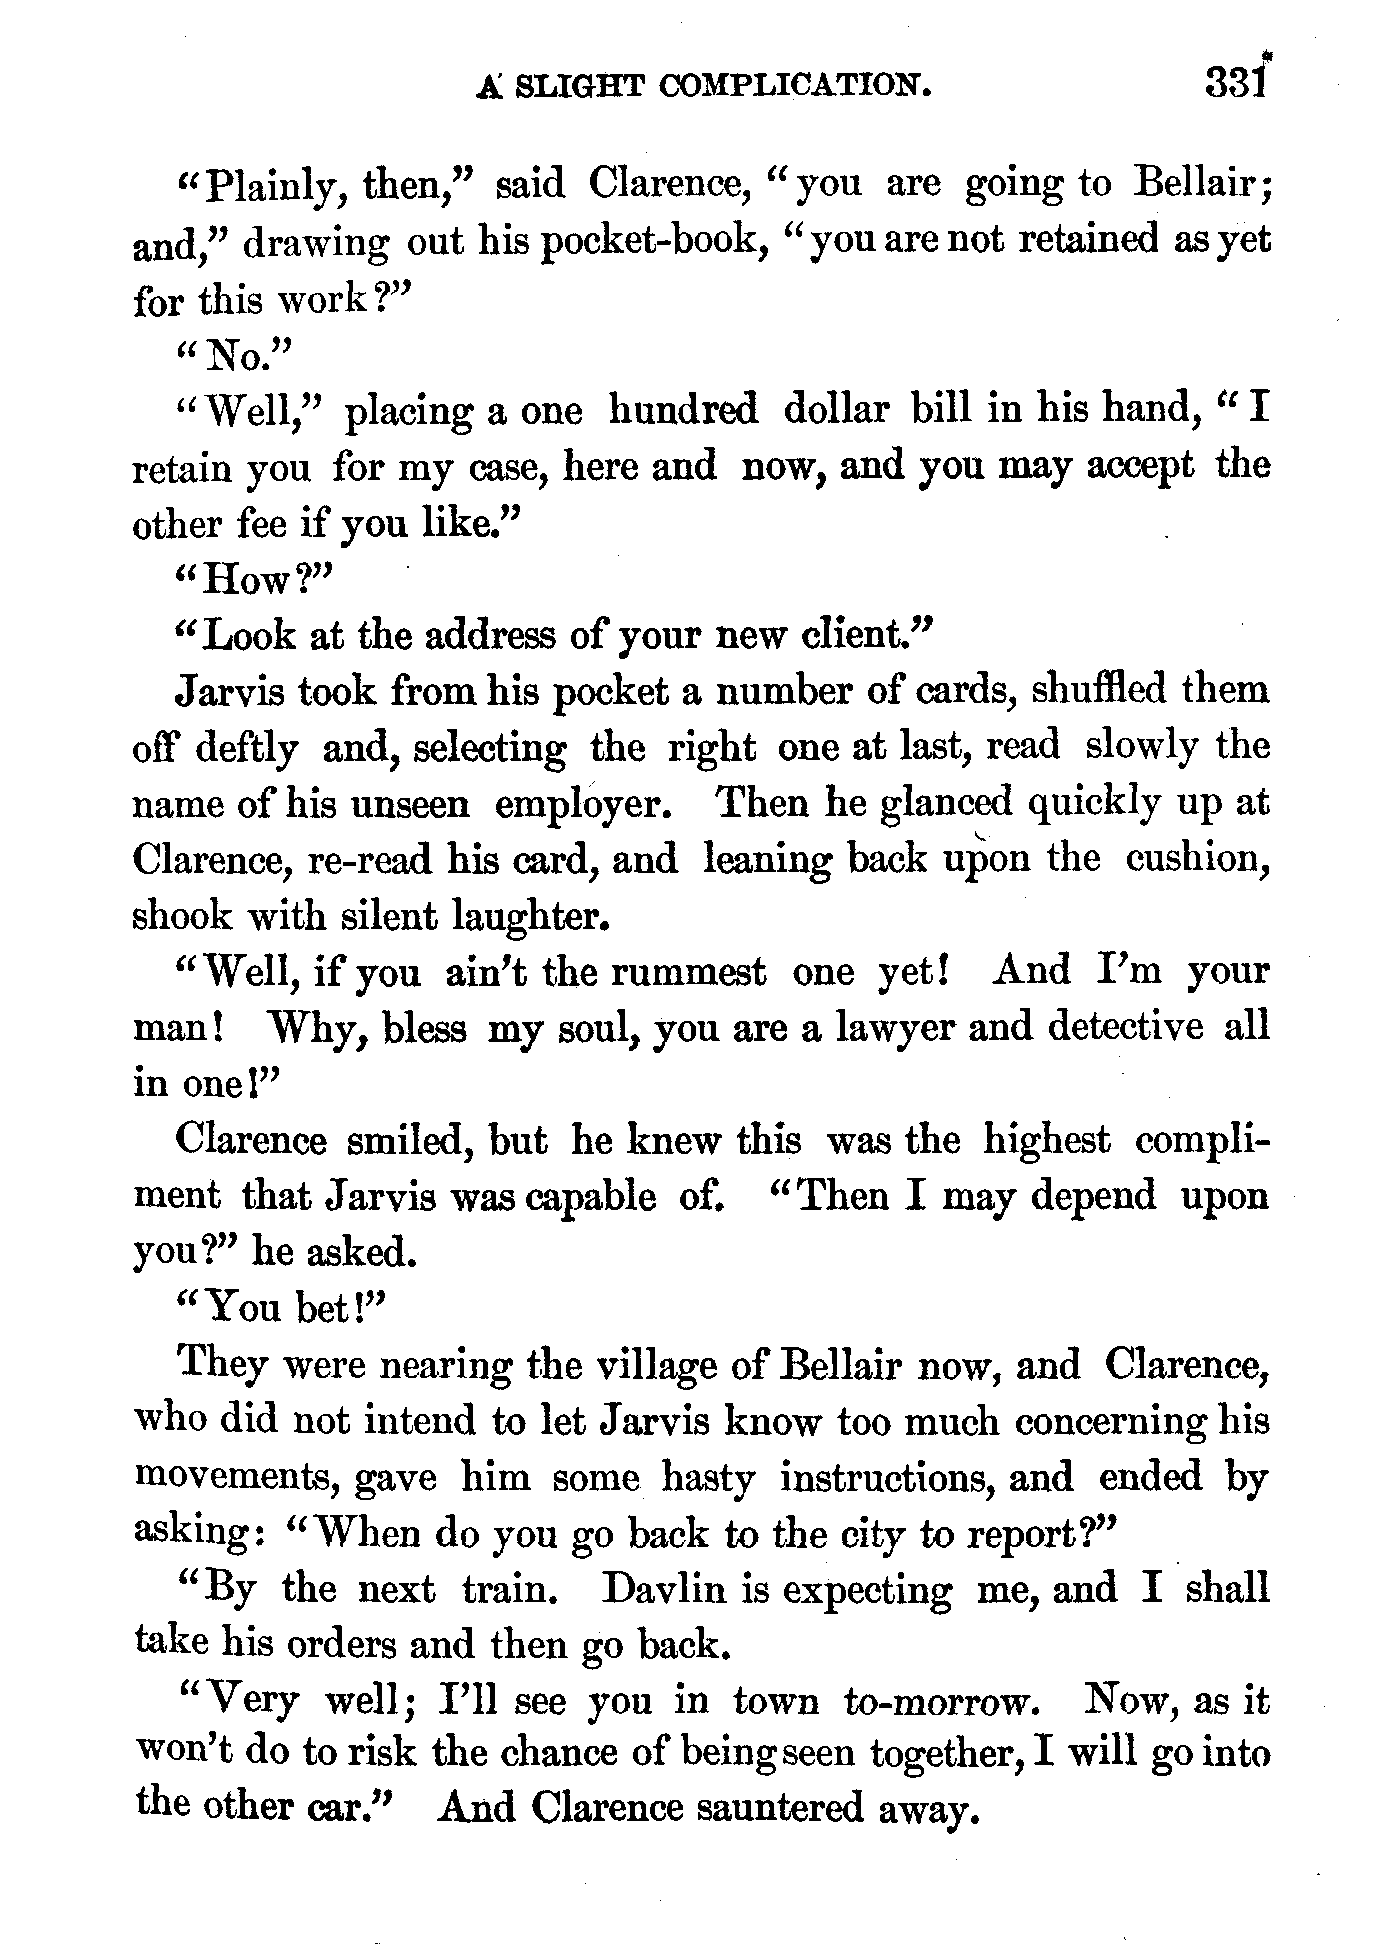 A SLIGHT COMPLICATION. 331
“Plainly, then,” said Clarence, “you are going to Bellair;
and,” drawing out his pocket-book, “you are not retained as yet
for this work?”
“No.”
“Well,” placing a one hundred dollar bill in his hand, “I
retain you for my case, here and now, and you may accept the
other fee if you like.”
“How?”
“Look at the address of your new client.”
Jarvis took from his pocket a number of cards, shuffled them
off deftly and, selecting the right one at last, read slowly the
name of his unseen employer. Then he glanced quickly up at
Clarence, re-read his card, and leaning back upon the cushion,
shook with silent laughter.
“Well, if you ain’t the rummest one yet! And I’m your
man! Why, bless my soul, you are a lawyer and detective all
in one!”
Clarence smiled, but he knew this was the highest compli-
ment that Jarvis was capable of. “Then I may depend upon
you?” he asked.
“You bet!”
They were nearing the village of Bellair now, and Clarence,
who did not intend to let Jarvis know too much concerning his
movements, gave him some hasty instructions, and ended by
asking: “When do you go back to the city to report?”
“By the next train. Davlin is expecting me, and I shall
take his orders and then go back.
“Very well; I’ll see you in town to-morrow. Now, as it
won’t do to risk the chance of being seen together, I will go into
the other car.” And Clarence sauntered away.